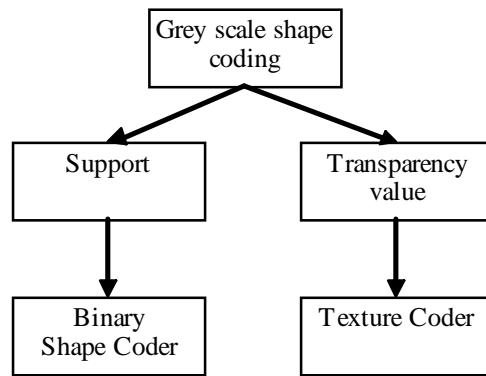 Grey scale shape
coding
Support
Transparency
value
Binary
Shape Coder
Texture Coder